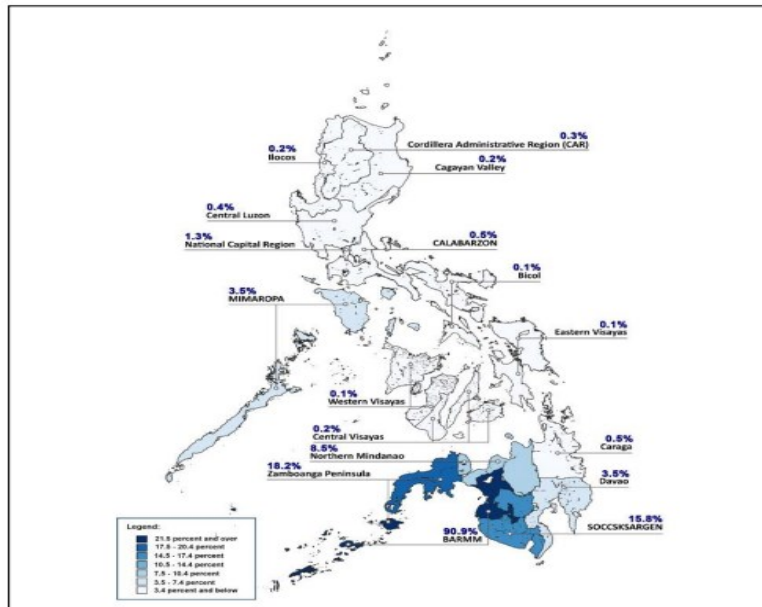 0.3%
Cordillera Administrative Region (CAR)
0.2%
Ilocos
0.2%
Cagayan Valley
0.4%
Central Luzon
1.3%
National Capital Region
0.5%
CALABARZON
0.1%
Bicol
3.5%
MIMAROPA
0.1%
Eastern Visayas
0.1%
Western Visayas
0.2%
Central Visayas
8.5%
Northern Mindanao
0.5%
Caraga
18.2%
Zamboanga Peninsula
3.5%
Davao
15.8%
SOCCSKSARGEN
90.9%
BARMM
Legend:
21.5 percent and over
17.5 - 20.4 percent
14.5 - 17.4 percent
10.5 - 14.4 percent
7.5 - 10.4 percent
3.5 - 7.4 percent
3.4 percent and below